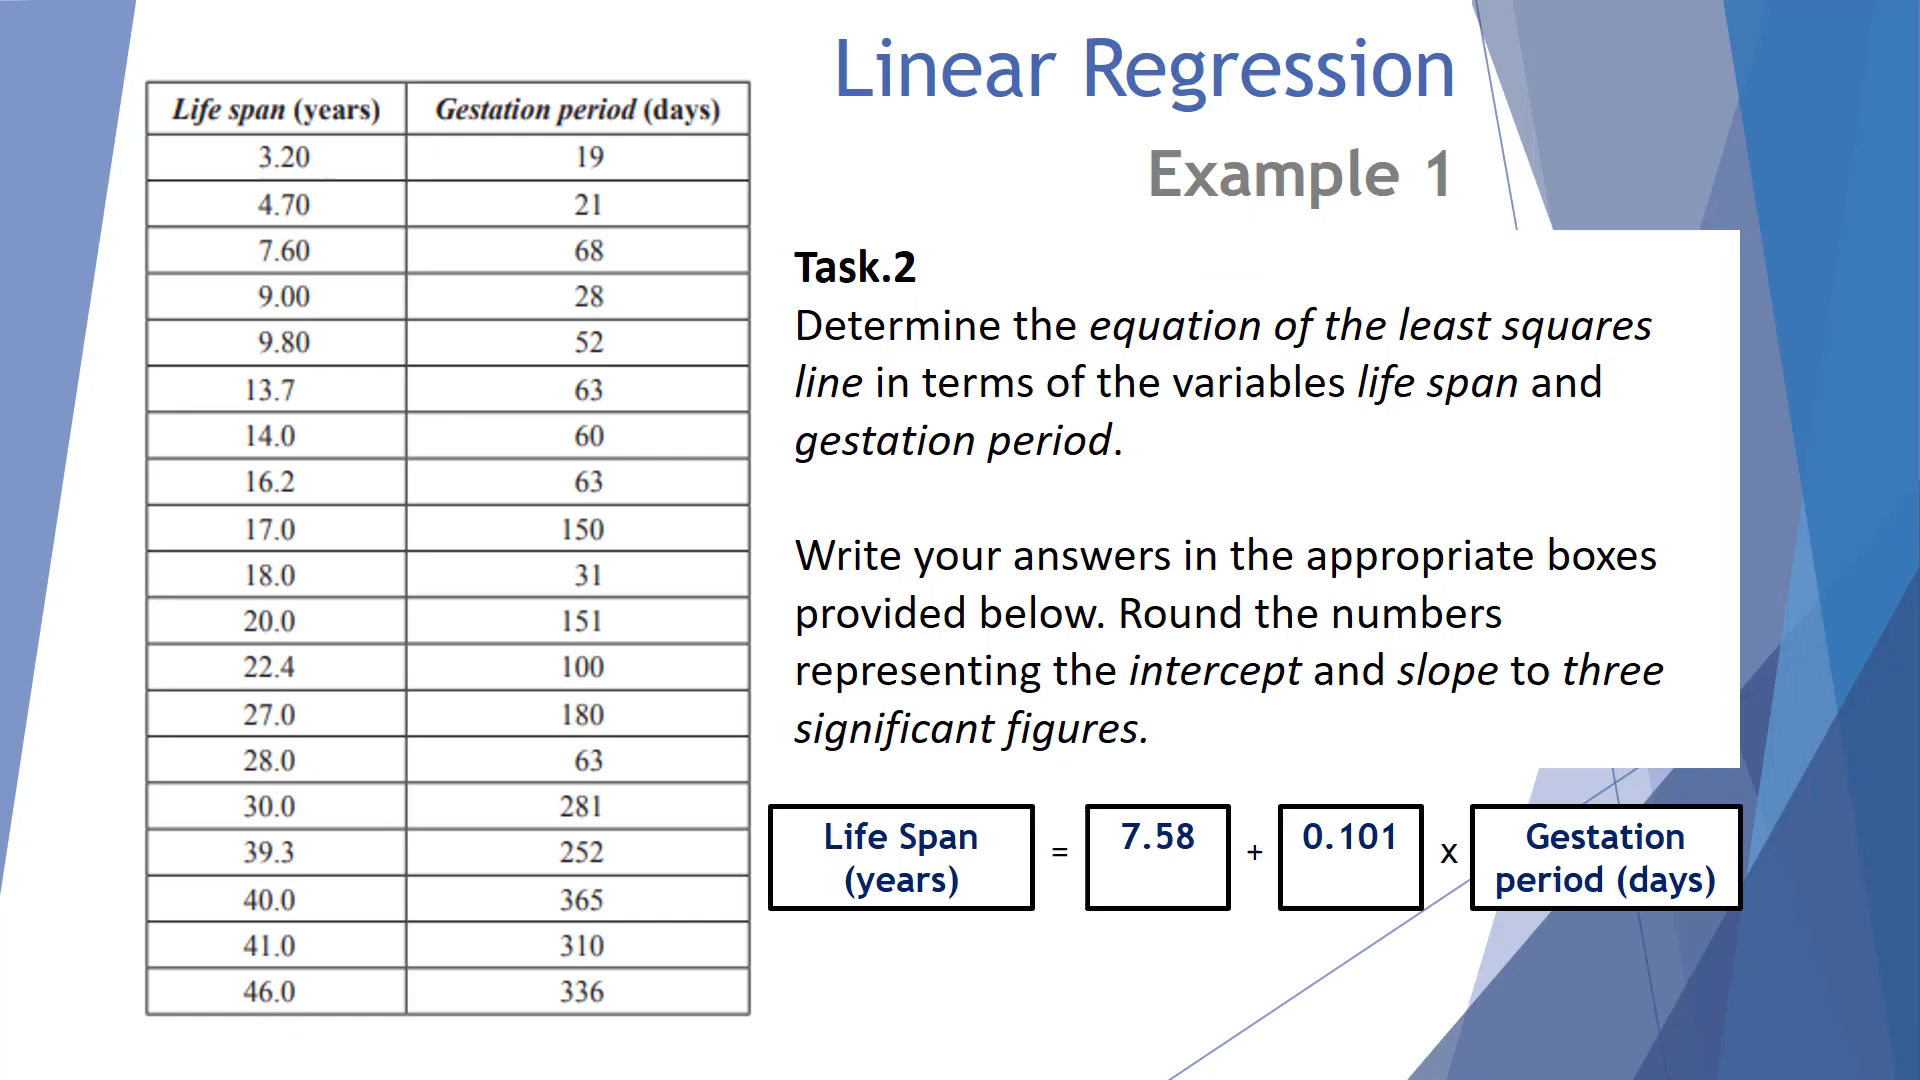 Linear Regression
Example 1
Life span (years) Gestation period (days)
3.20 19
4.70 21
7.60 68
9.00 28
9.80 52
13.7 63
14.0 60
16.2 63
17.0 150
18.0 31
20.0 151
22.4 100
27.0 180
28.0 63
30.0 281
39.3 252
40.0 365
41.0 310
46.0 336
Task.2
Determine the equation of the least squares
line in terms of the variables life span and
gestation period.
Write your answers in the appropriate boxes
provided below. Round the numbers
representing the intercept and slope to three
significant figures.
Life Span
(years)
=
7.58
+
0.101
x
Gestation
period (days)